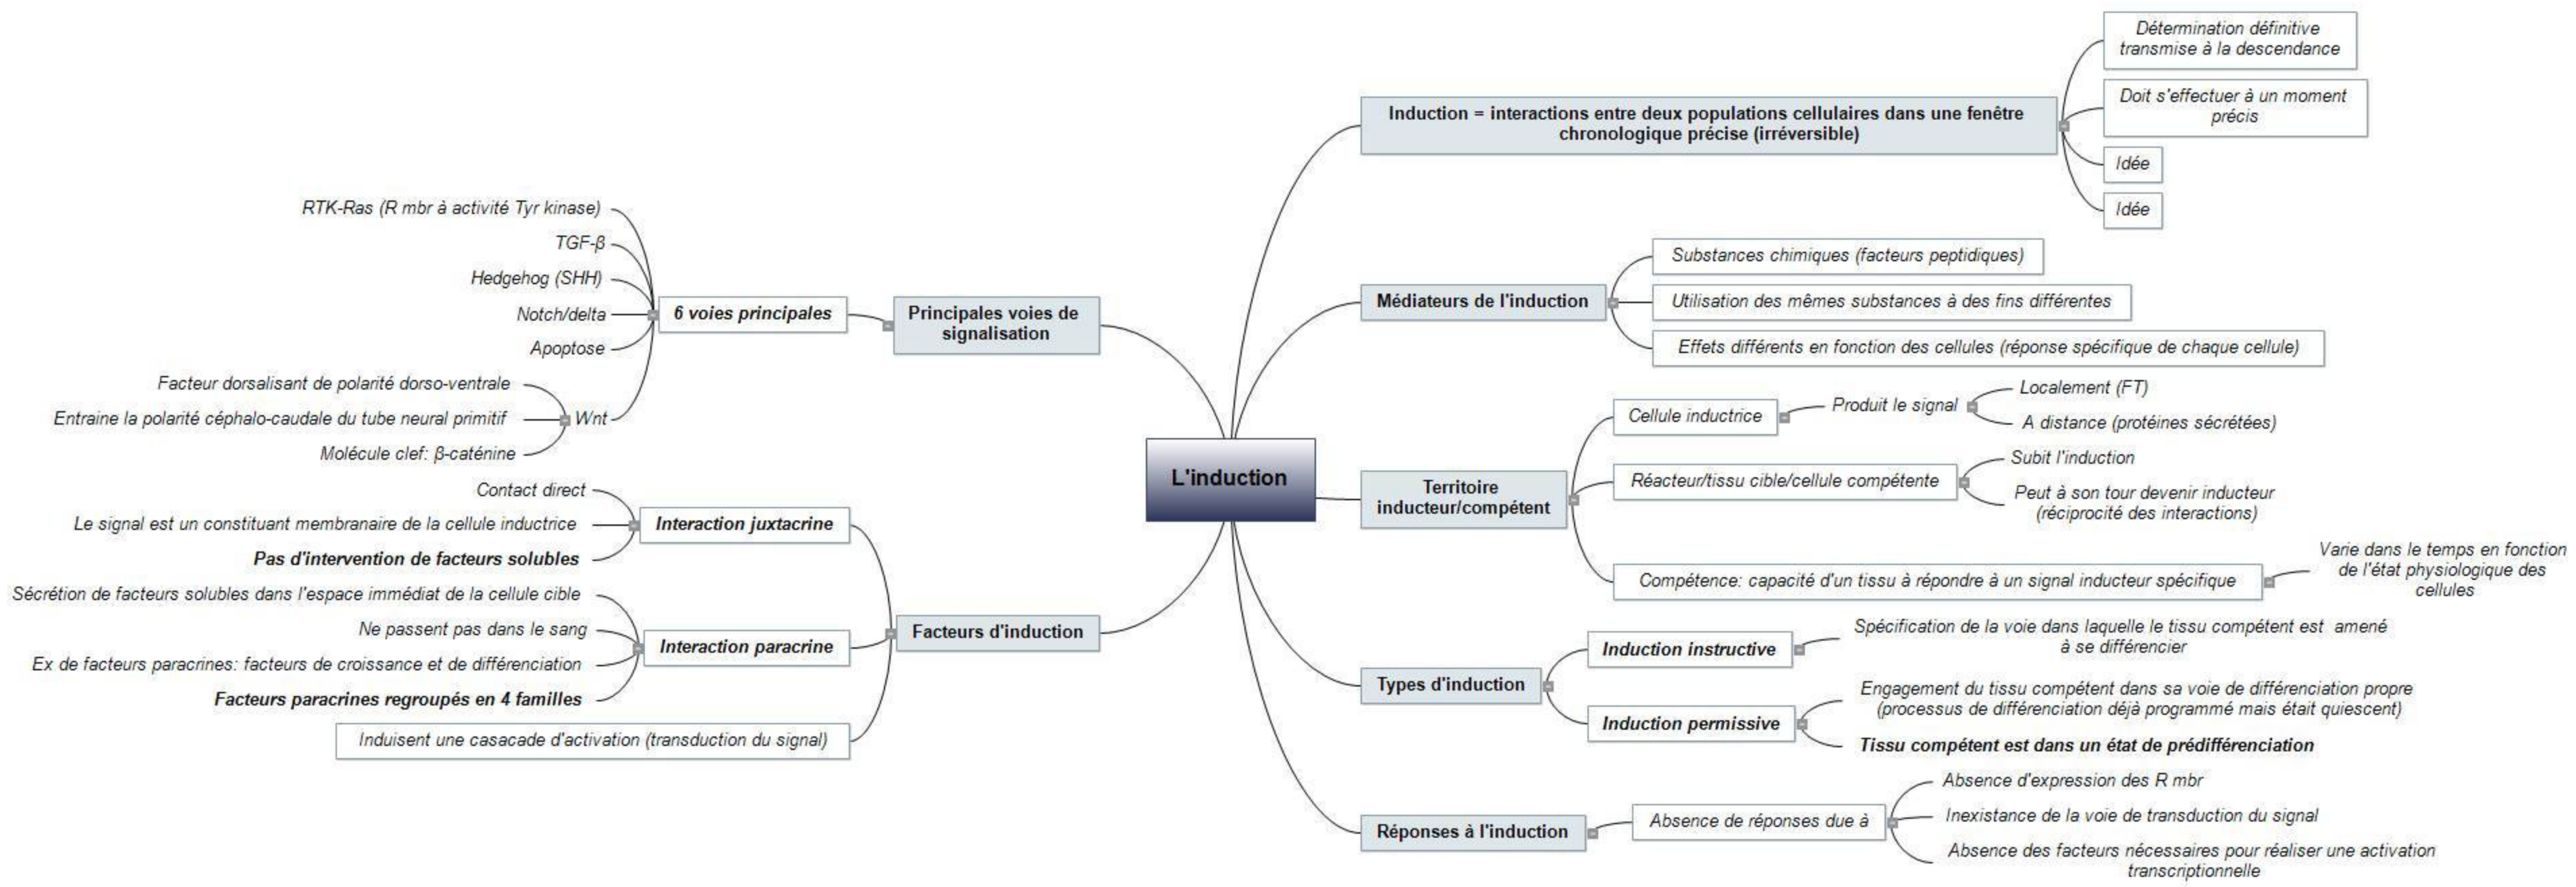 L'induction
Induction = interactions entre deux populations cellulaires dans une fenêtre
chronologique précise (irréversible)
Détermination définitive
transmise à la descendance
Doit s'effectuer à un moment
précis
Idée
Idée
Médiateurs de l'induction
Substances chimiques (facteurs peptidiques)
Utilisation des mêmes substances à des fins différentes
Effets différents en fonction des cellules (réponse spécifique de chaque cellule)
Territoire
inducteur/compétent
Cellule inductrice
Produit le signal
Localement (FT)
A distance (protéines sécrétées)
Réacteur/tissu cible/cellule compétente
Subit l'induction
Peut à son tour devenir inducteur
(réciprocité des interactions)
Compétence: capacité d'un tissu à répondre à un signal inducteur spécifique
Varie dans le temps en fonction
de l'état physiologique des
cellules
Types d'induction
Induction instructive
Spécification de la voie dans laquelle le tissu compétent est amené
à se différencier
Induction permissive
Engagement du tissu compétent dans sa voie de différenciation propre
(processus de différenciation déjà programmé mais était quiescent)
Tissu compétent est dans un état de prédifférenciation
Réponses à l'induction
Absence de réponses due à
Absence d'expression des R mbr
Inexistance de la voie de transduction du signal
Absence des facteurs nécessaires pour réaliser une activation
transcriptionnelle
Principales voies de
signalisation
6 voies principales
RTK-Ras (R mbr à activité Tyr kinase)
TGF-β
Hedgehog (SHH)
Notch/delta
Apoptose
Wnt
Facteur dorsalisant de polarité dorso-ventrale
Entraine la polarité céphalo-caudale du tube neural primitif
Molécule clef: β-caténine
Facteurs d'induction
Interaction juxtacrine
Contact direct
Le signal est un constituant membranaire de la cellule inductrice
Pas d'intervention de facteurs solubles
Interaction paracrine
Sécrétion de facteurs solubles dans l'espace immédiat de la cellule cible
Ne passent pas dans le sang
Ex de facteurs paracrines: facteurs de croissance et de différenciation
Facteurs paracrines regroupés en 4 familles
Induisent une casacade d'activation (transduction du signal)